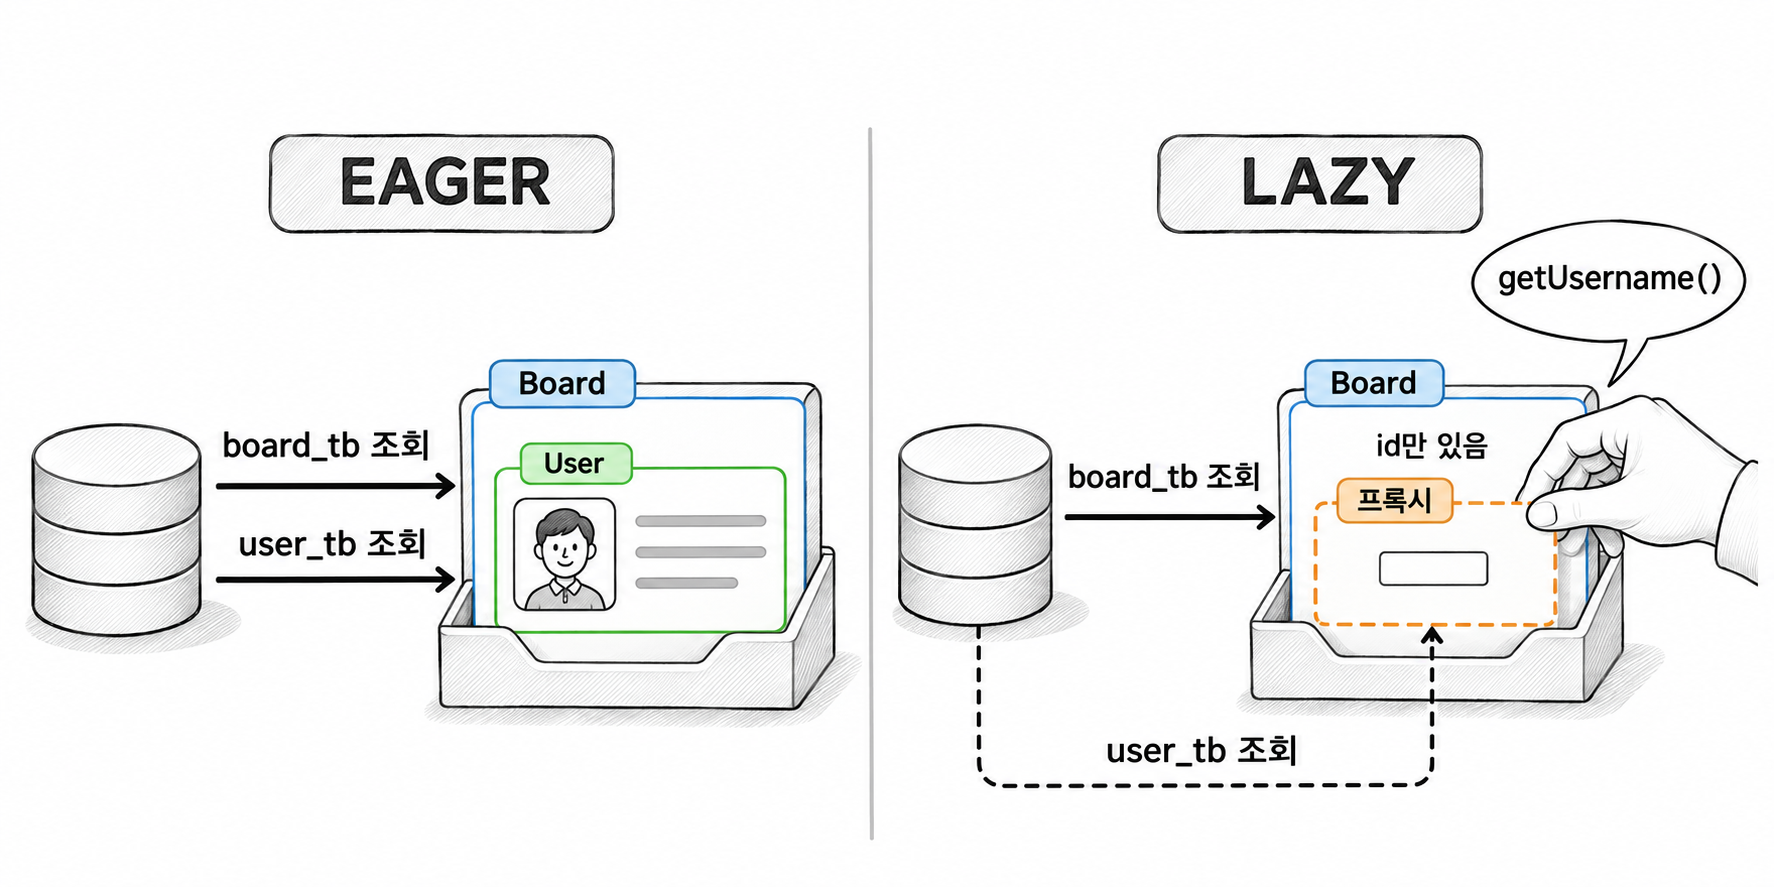 EAGER
board_tb 조회
user_tb 조회
Board
User
LAZY
getUsername()
board_tb 조회
Board
id만 있음
프록시
user_tb 조회